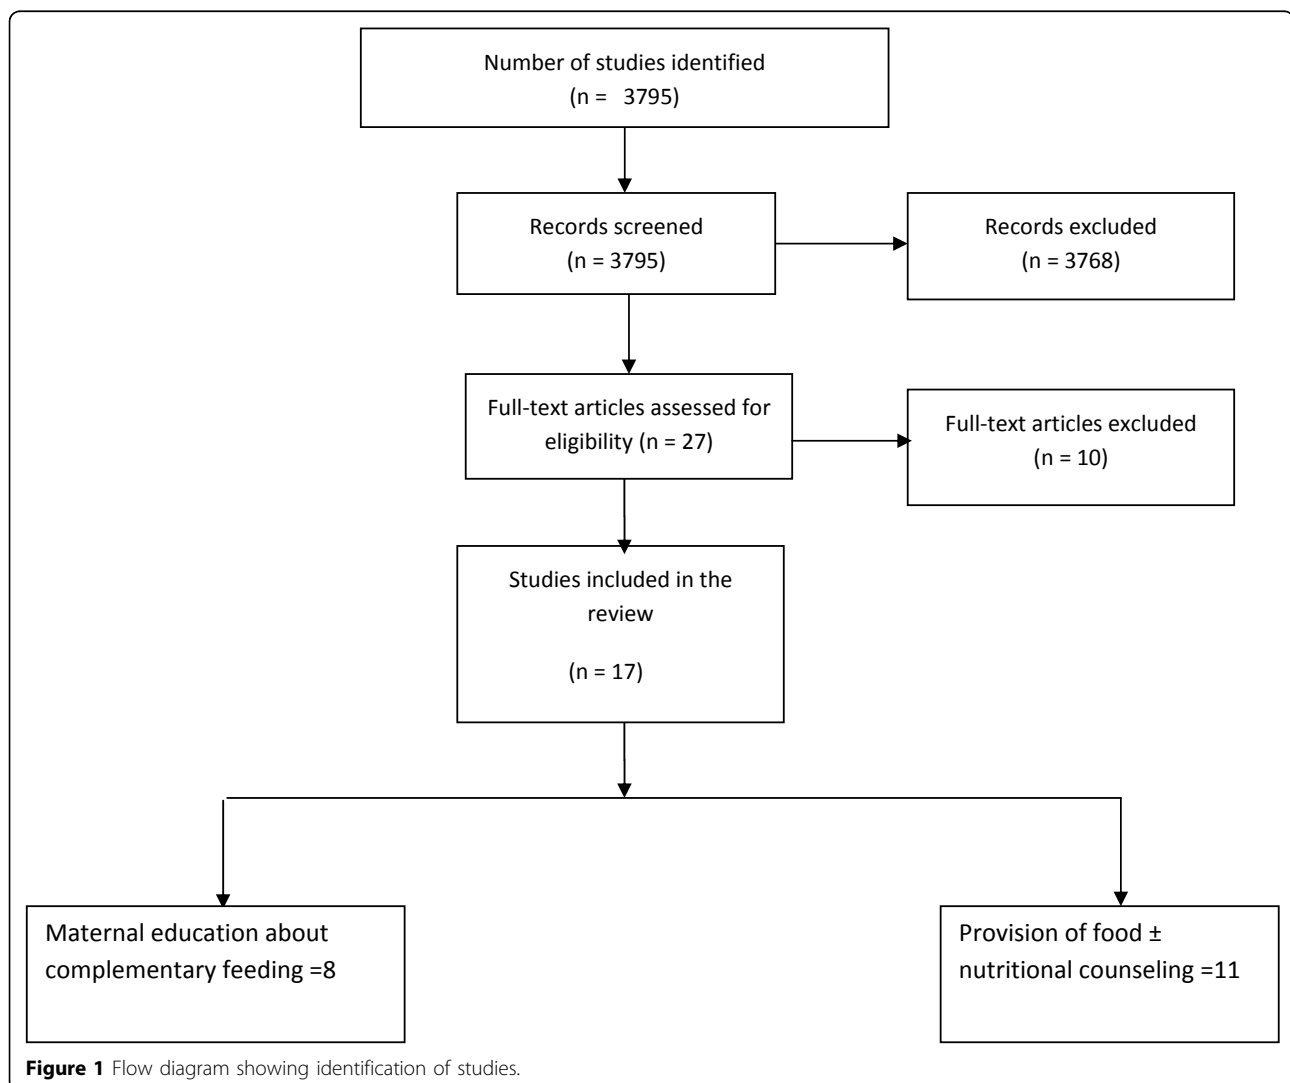 Number of studies identified
(n = 3795)
Records screened
(n = 3795)
Records excluded
(n = 3768)
Full-text articles assessed for
eligibility (n = 27)
Full-text articles excluded
(n = 10)
Studies included in the
review
(n = 17)
Maternal education about
complementary feeding =8
Provision of food ±
nutritional counseling =11
Figure 1 Flow diagram showing identification of studies.